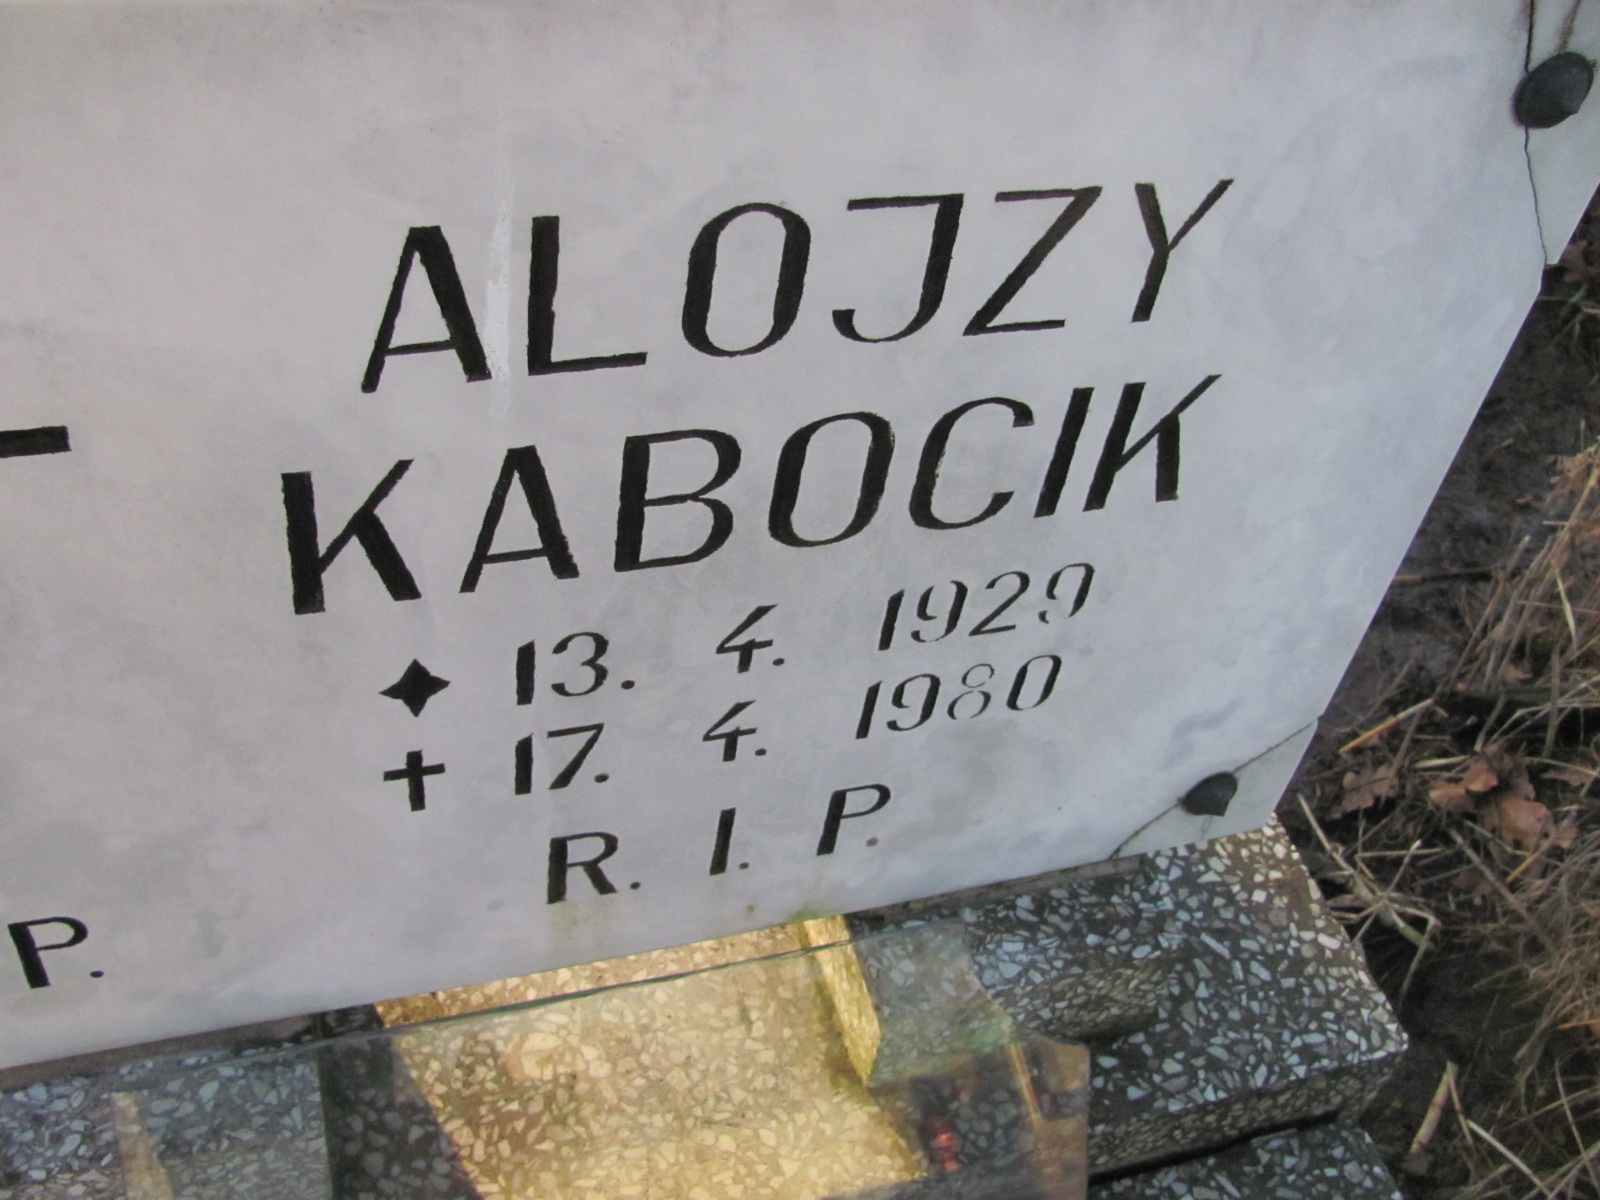 ALOJZY
KABOCIK
✦ 13. 4. 1929
✝ 17. 4. 1980
R. I. P.
P.